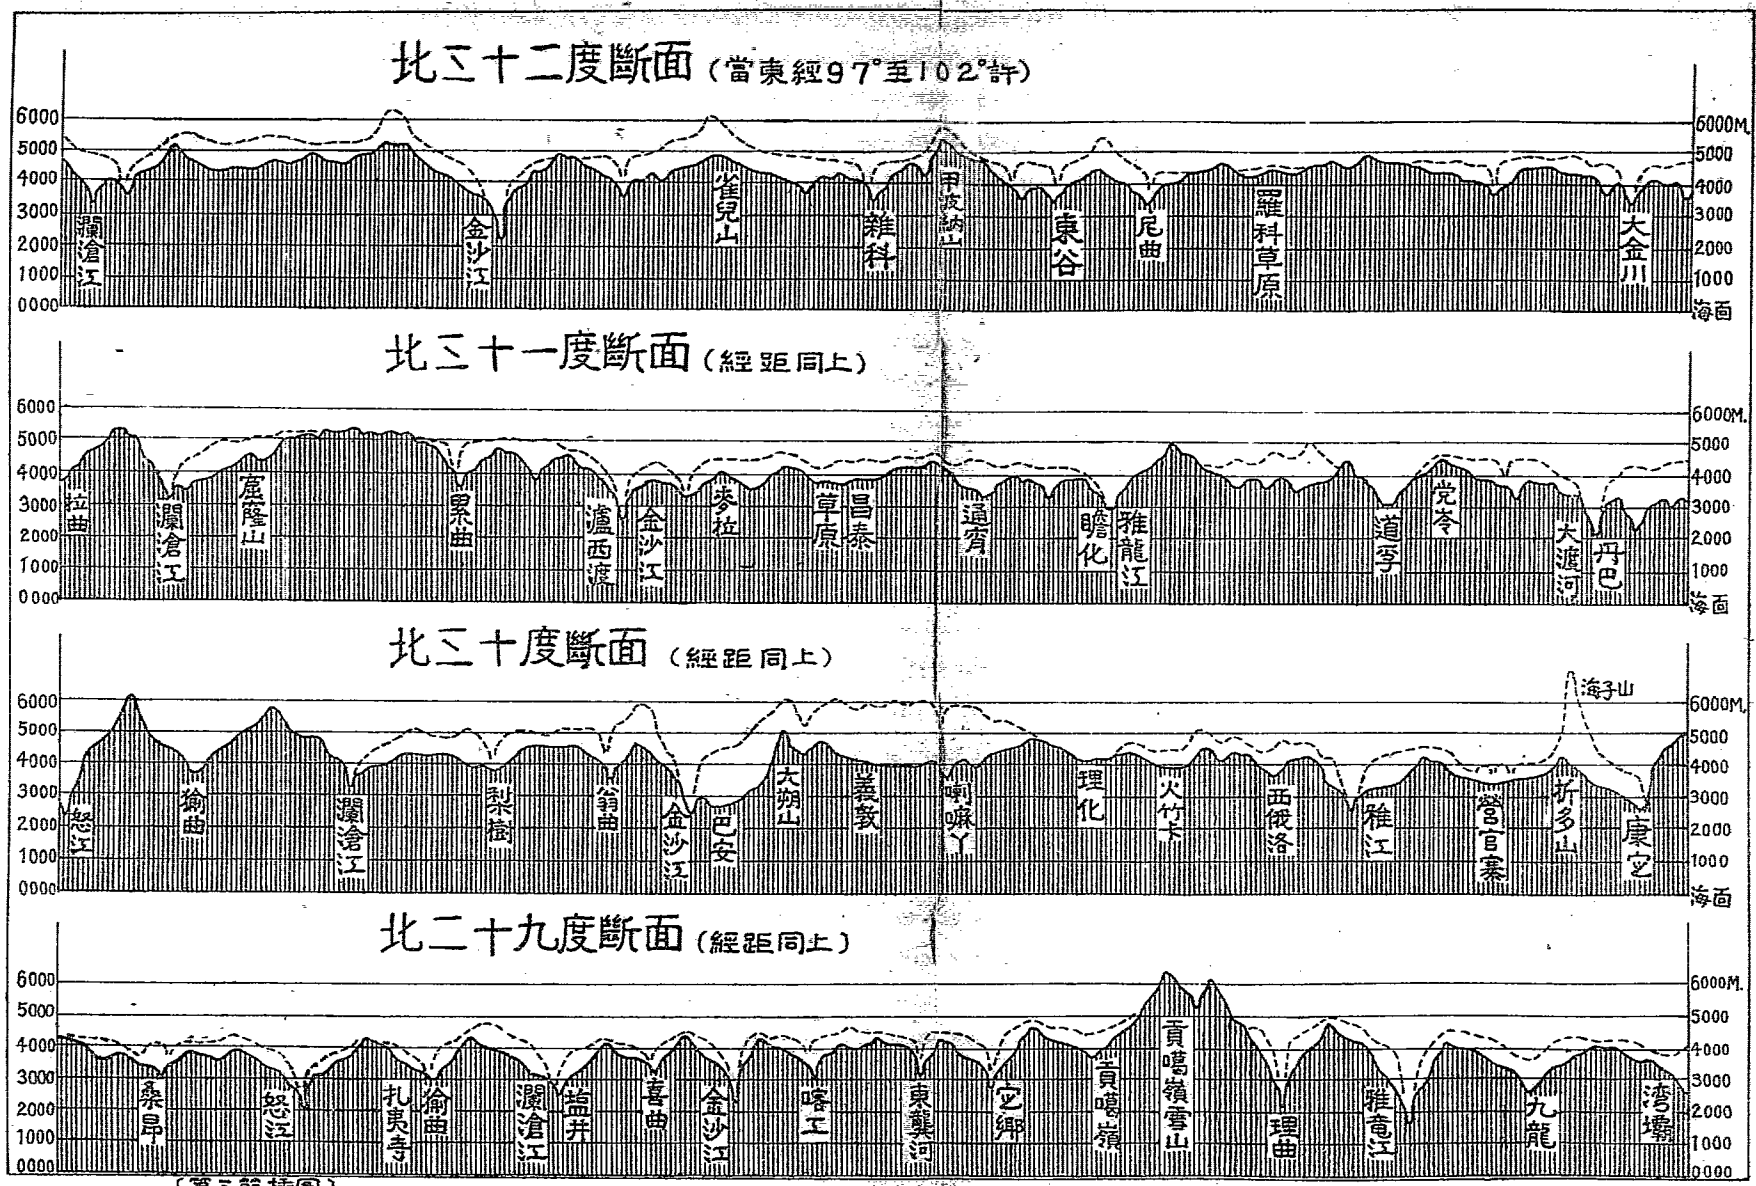 北三十二度斷面 (當東經97°至102°許)
6000
5000
4000
3000
2000
1000
0000
瀾滄江
金沙江
雀兒山
雜科
甲波納山
東谷
尼曲
羅科草原
大金川
6000M.
5000
4000
3000
2000
1000
海面
北三十一度斷面 (經距同上)
6000
5000
4000
3000
2000
1000
0000
拉曲
瀾滄江
窟窿山
累曲
瀘西渡
金沙江
麥拉
草原
昌泰
通宵
瞻化
雅龍江
道孚
党岺
大渡河
丹巴
6000M.
5000
4000
3000
2000
1000
海面
北三十度斷面 (經距同上)
6000
5000
4000
3000
2000
1000
0000
怒江
瀾滄江
梨樹
翁曲
金沙江
巴安
大朔山
義敦
喇嘛丫
理化
火竹卡
西俄洛
雅江
營官寨
折多山
海子山
康定
6000M.
5000
4000
3000
2000
1000
海面
北二十九度斷面 (經距同上)
6000
5000
4000
3000
2000
1000
0000
桑昂
怒江
扎夷寺
瀾滄江
塩井
喜曲
金沙江
喀工
東龔河
定鄉
貢噶嶺
貢噶嶺雪山
理曲
雅竜江
九龍
湾壩
6000M.
5000
4000
3000
2000
1000
0000